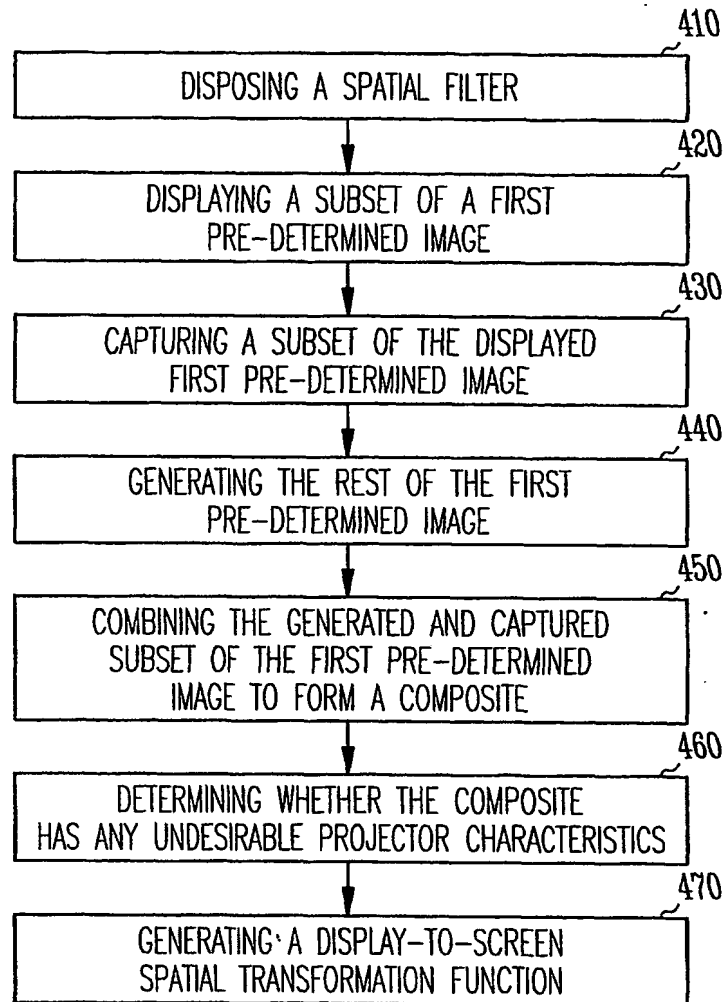 410
DISPOSING A SPATIAL FILTER
420
DISPLAYING A SUBSET OF A FIRST
PRE-DETERMINED IMAGE
430
CAPTURING A SUBSET OF THE DISPLAYED
FIRST PRE-DETERMINED IMAGE
440
GENERATING THE REST OF THE FIRST
PRE-DETERMINED IMAGE
450
COMBINING THE GENERATED AND CAPTURED
SUBSET OF THE FIRST PRE-DETERMINED
IMAGE TO FORM A COMPOSITE
460
DETERMINING WHETHER THE COMPOSITE
HAS ANY UNDESIRABLE PROJECTOR CHARACTERISTICS
470
GENERATING A DISPLAY-TO-SCREEN
SPATIAL TRANSFORMATION FUNCTION